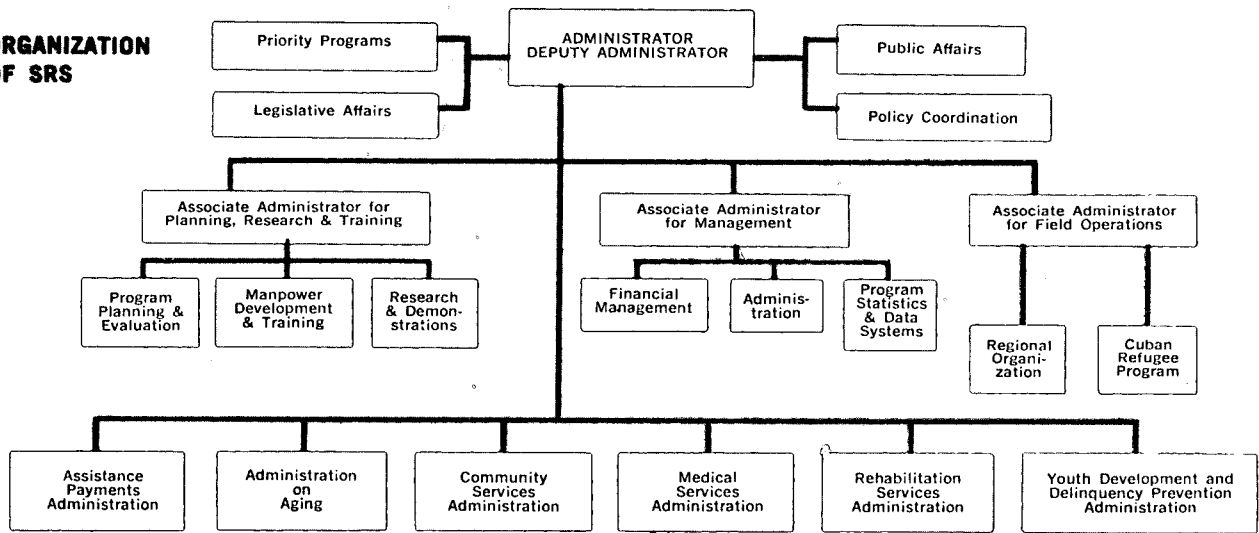 RGANIZATION
OF SRS
Priority Programs
Legislative Affairs
ADMINISTRATOR
DEPUTY ADMINISTRATOR
Public Affairs
Policy Coordination
Associate Administrator for
Planning, Research & Training
Associate Administrator
for Management
Associate Administrator
for Field Operations
Program
Planning &
Evaluation
Manpower
Development
& Training
Research
& Demon-
strations
Financial
Management
Adminis-
tration
Program
Statistics
& Data
Systems
Regional
Organi-
zation
Cuban
Refugee
Program
Assistance
Payments
Administration
Administration
on
Aging
Community
Services
Administration
Medical
Services
Administration
Rehabilitation
Services
Administration
Youth Development and
Delinquency Prevention
Administration